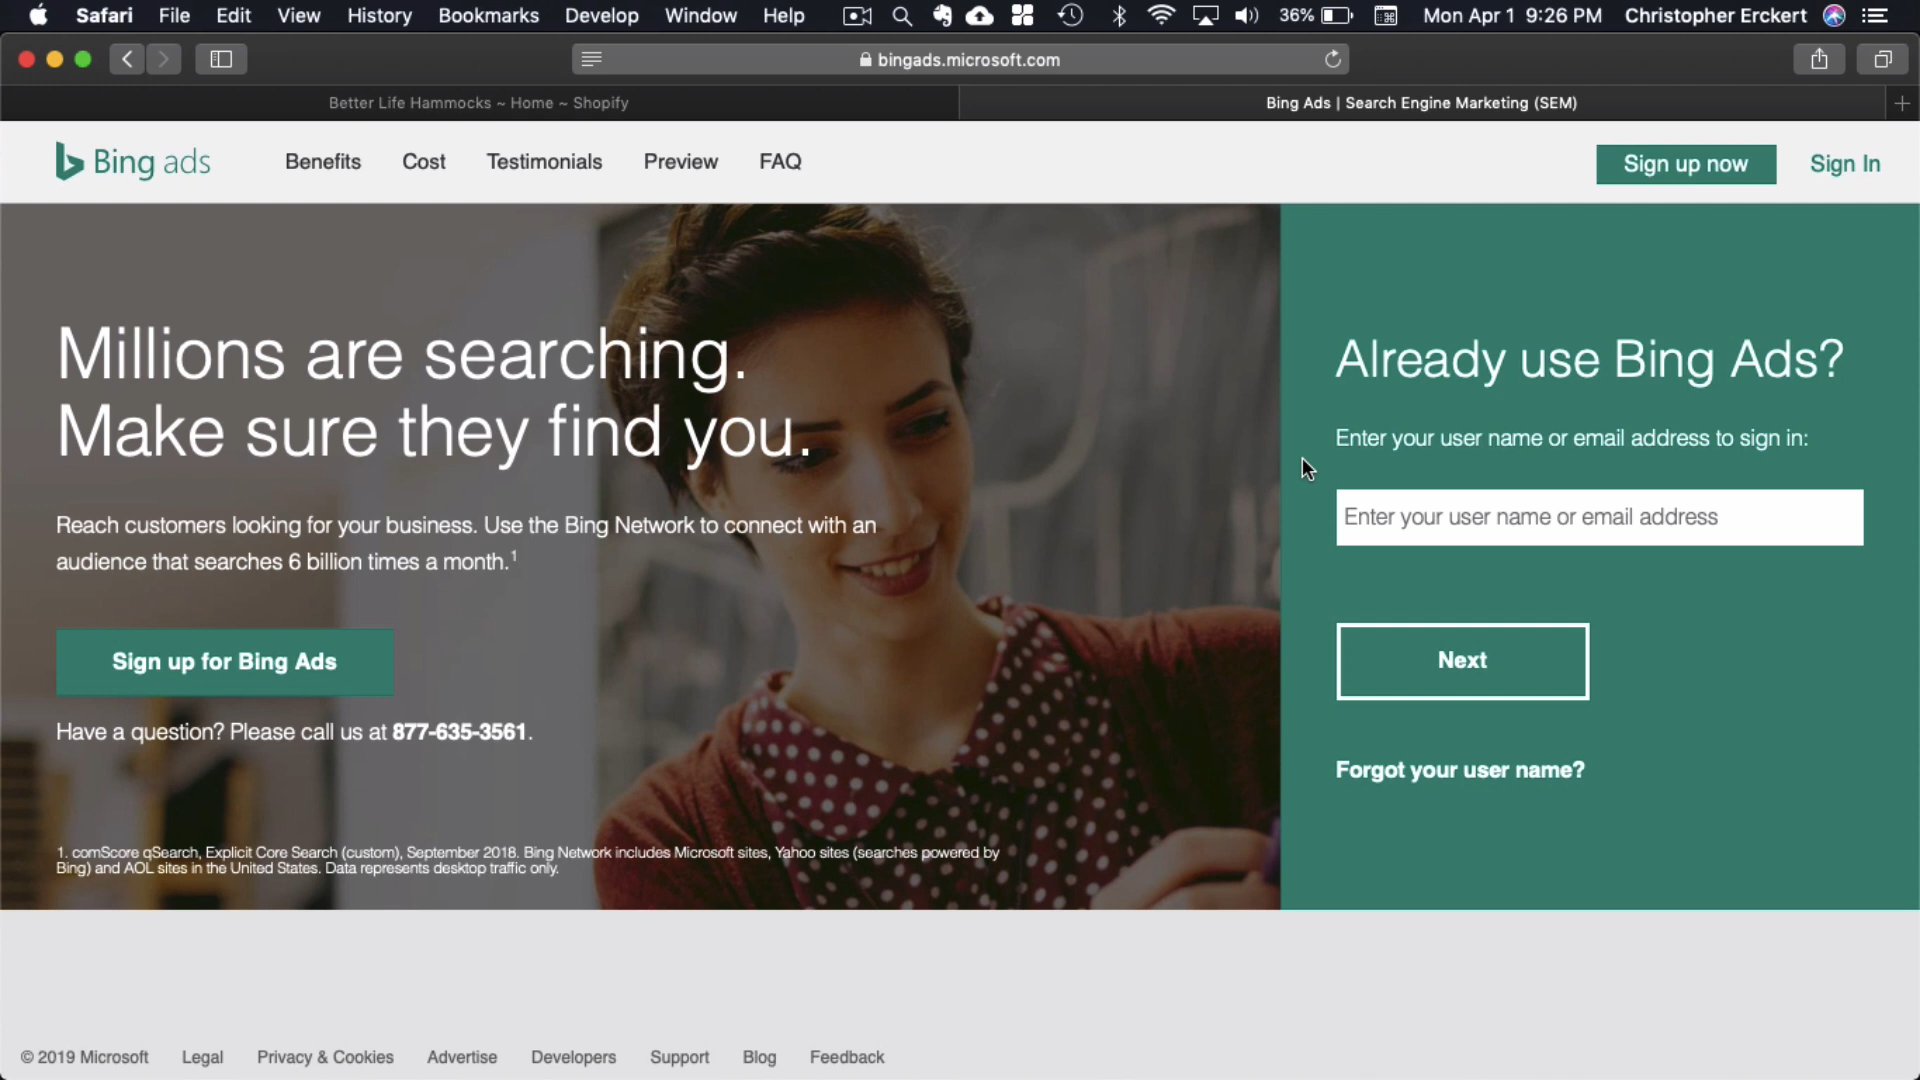 Safari File Edit View History Bookmarks Develop Window Help 36% Mon Apr 1 9:26 PM Christopher Erckert
bingads.microsoft.com
Better Life Hammocks ~ Home ~ Shopify
Bing Ads | Search Engine Marketing (SEM)
Bing ads Benefits Cost Testimonials Preview FAQ Sign up now Sign In
Millions are searching.
Make sure they find you.
Reach customers looking for your business. Use the Bing Network to connect with an
audience that searches 6 billion times a month.1
Sign up for Bing Ads
Have a question? Please call us at 877-635-3561.
1. comScore qSearch, Explicit Core Search (custom), September 2018. Bing Network includes Microsoft sites, Yahoo sites (searches powered by
Bing) and AOL sites in the United States. Data represents desktop traffic only.
Already use Bing Ads?
Enter your user name or email address to sign in:
Enter your user name or email address
Next
Forgot your user name?
© 2019 Microsoft Legal Privacy & Cookies Advertise Developers Support Blog Feedback